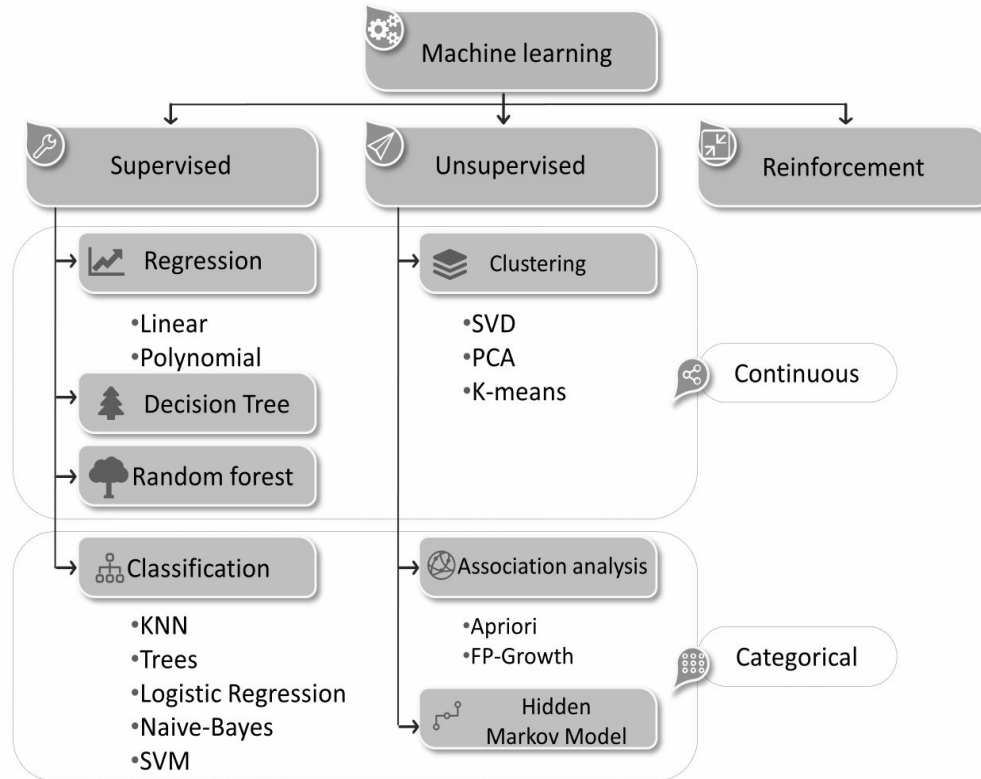 Machine learning
Supervised
Unsupervised
Reinforcement
Regression
•Linear
•Polynomial
Decision Tree
Random forest
Clustering
•SVD
•PCA
•K-means
Continuous
Classification
•KNN
•Trees
•Logistic Regression
•Naive-Bayes
•SVM
Association analysis
•Apriori
•FP-Growth
Hidden
Markov Model
Categorical